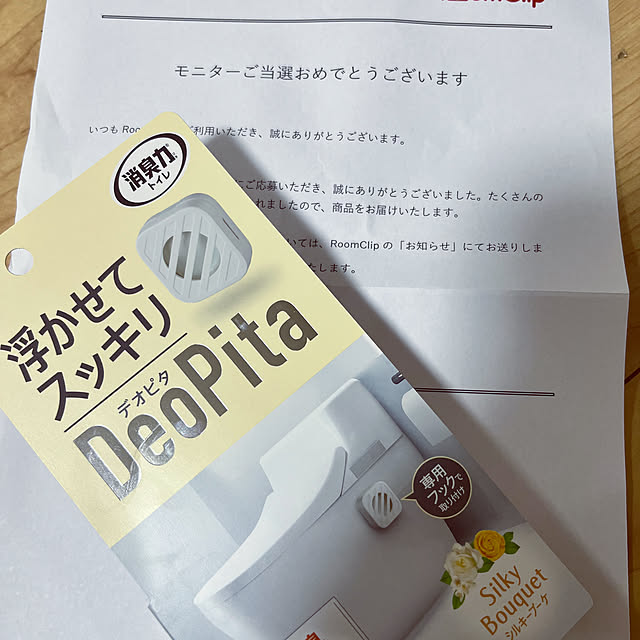 モニターご当選おめでとうございます
いつも Roo
利用いただき、誠にありがとうございます。
にご応募いただき、誠にありがとうございました。たくさんの
れましたので、商品をお届けいたします。
いては、RoomClip の「お知らせ」にてお送りしま
たします。
消臭力
トイレ
浮かせて
スッキリ
デオピタ
DeoPita
専用
フックで
取り付け
Silky
Bouquet
シルキーブーケ